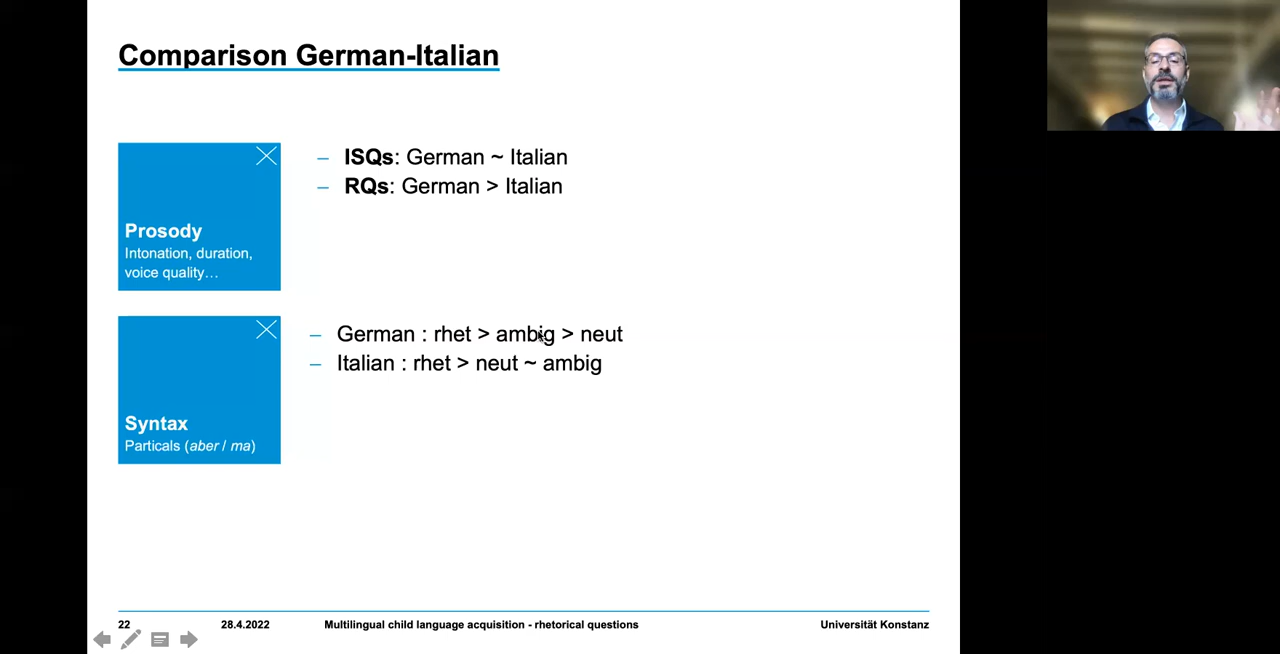 Comparison German-Italian
– ISQs: German ~ Italian
– RQs: German > Italian
Prosody
Intonation, duration,
voice quality…
– German : rhet > ambig > neut
– Italian : rhet > neut ~ ambig
Syntax
Particals (aber / ma)
22 28.4.2022 Multilingual child language acquisition - rhetorical questions Universität Konstanz